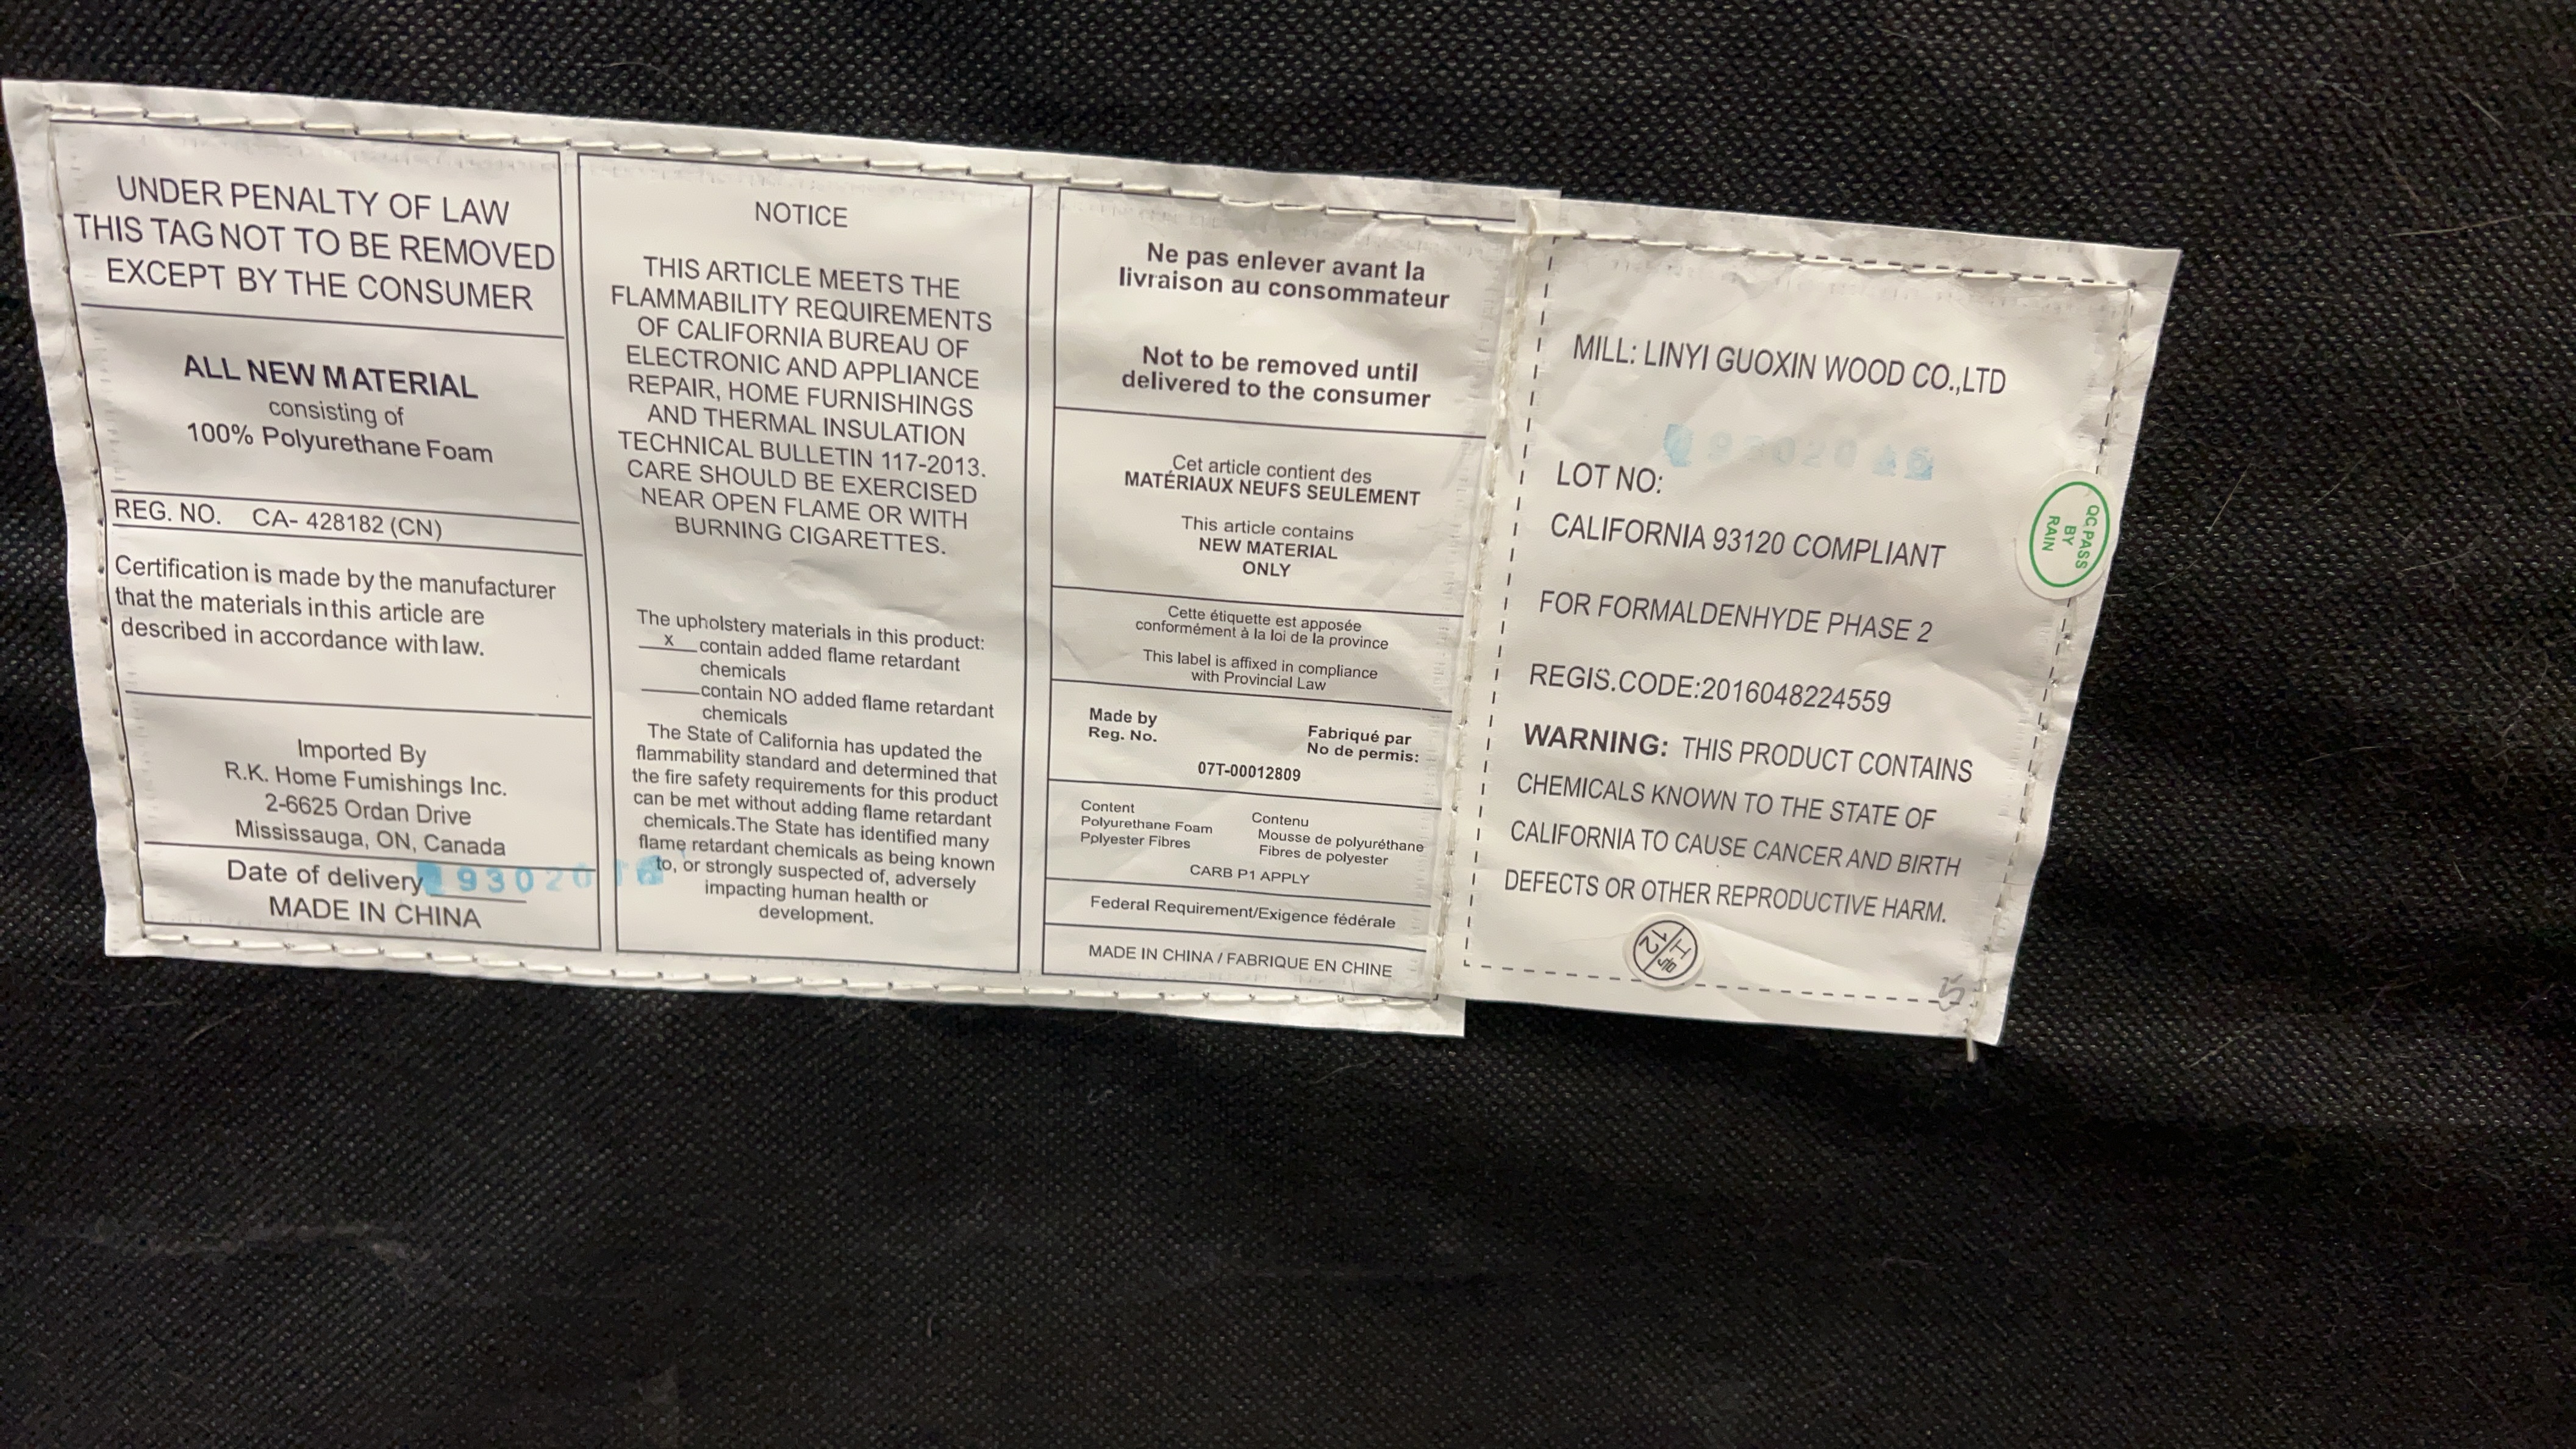 UNDER PENALTY OF LAW
THIS TAG NOT TO BE REMOVED
EXCEPT BY THE CONSUMER
ALL NEW MATERIAL
consisting of
100% Polyurethane Foam
REG. NO. CA- 428182 (CN)
Certification is made by the manufacturer
that the materials in this article are
described in accordance with law.
Imported By
R.K. Home Furnishings Inc.
2-6625 Ordan Drive
Mississauga, ON, Canada
Date of delivery
MADE IN CHINA
NOTICE
THIS ARTICLE MEETS THE
FLAMMABILITY REQUIREMENTS
OF CALIFORNIA BUREAU OF
ELECTRONIC AND APPLIANCE
REPAIR, HOME FURNISHINGS
AND THERMAL INSULATION
TECHNICAL BULLETIN 117-2013.
CARE SHOULD BE EXERCISED
NEAR OPEN FLAME OR WITH
BURNING CIGARETTES.
The upholstery materials in this product:
x contain added flame retardant
chemicals
contain NO added flame retardant
chemicals
The State of California has updated the
flammability standard and determined that
the fire safety requirements for this product
can be met without adding flame retardant
chemicals.The State has identified many
flame retardant chemicals as being known
to, or strongly suspected of, adversely
impacting human health or
development.
Ne pas enlever avant la
livraison au consommateur
Not to be removed until
delivered to the consumer
Cet article contient des
MATÉRIAUX NEUFS SEULEMENT
This article contains
NEW MATERIAL
ONLY
Cette étiquette est apposée
conformément à la loi de la province
This label is affixed in compliance
with Provincial Law
Made by
Reg. No.
Fabriqué par
No de permis:
07T-00012809
Content
Polyurethane Foam
Pplyester Fibres
Contenu
Mousse de polyuréthane
Fibres de polyester
CARB P1 APPLY
Federal Requirement/Exigence fédérale
MADE IN CHINA / FABRIQUE EN CHINE
MILL: LINYI GUOXIN WOOD CO.,LTD
LOT NO:
CALIFORNIA 93120 COMPLIANT
FOR FORMALDENHYDE PHASE 2
REGIS.CODE:2016048224559
WARNING: THIS PRODUCT CONTAINS
CHEMICALS KNOWN TO THE STATE OF
CALIFORNIA TO CAUSE CANCER AND BIRTH
DEFECTS OR OTHER REPRODUCTIVE HARM.
QC PASS
BY
RAIN
H
12